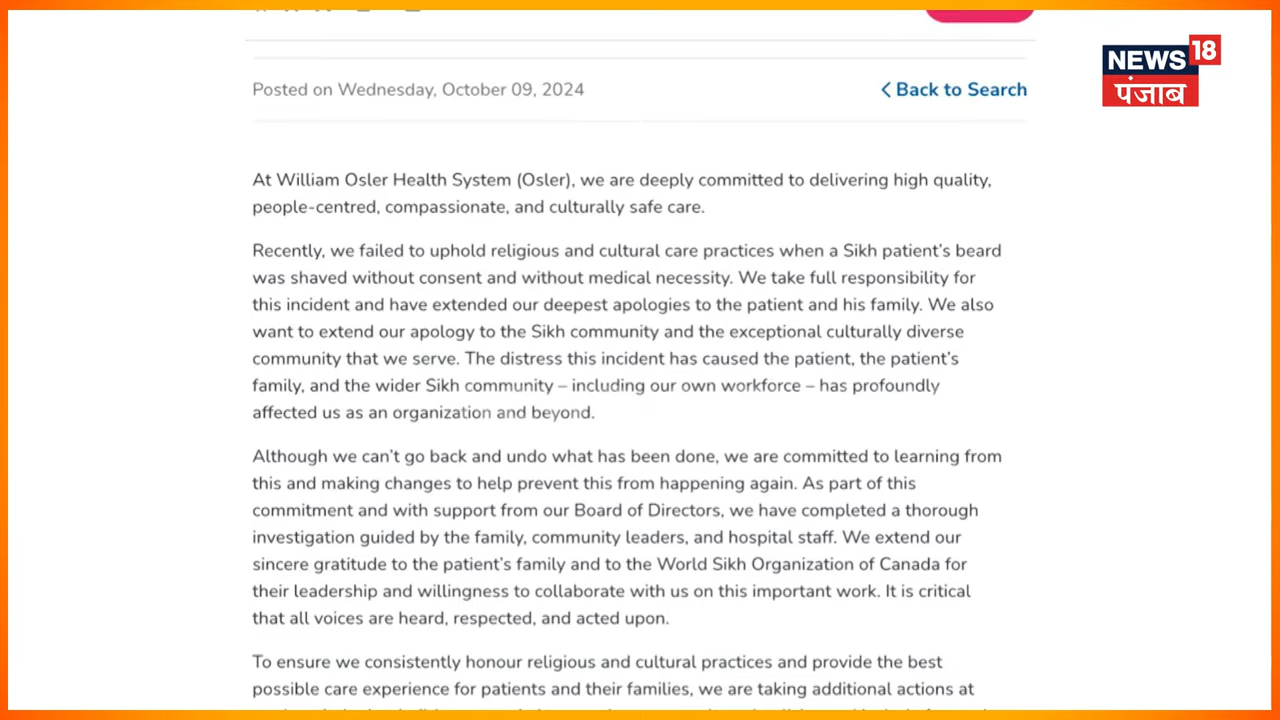 NEWS 18
पंजाब
Posted on Wednesday, October 09, 2024
Back to Search
At William Osler Health System (Osler), we are deeply committed to delivering high quality,
people-centred, compassionate, and culturally safe care.
Recently, we failed to uphold religious and cultural care practices when a Sikh patient’s beard
was shaved without consent and without medical necessity. We take full responsibility for
this incident and have extended our deepest apologies to the patient and his family. We also
want to extend our apology to the Sikh community and the exceptional culturally diverse
community that we serve. The distress this incident has caused the patient, the patient’s
family, and the wider Sikh community – including our own workforce – has profoundly
affected us as an organization and beyond.
Although we can’t go back and undo what has been done, we are committed to learning from
this and making changes to help prevent this from happening again. As part of this
commitment and with support from our Board of Directors, we have completed a thorough
investigation guided by the family, community leaders, and hospital staff. We extend our
sincere gratitude to the patient’s family and to the World Sikh Organization of Canada for
their leadership and willingness to collaborate with us on this important work. It is critical
that all voices are heard, respected, and acted upon.
To ensure we consistently honour religious and cultural practices and provide the best
possible care experience for patients and their families, we are taking additional actions at